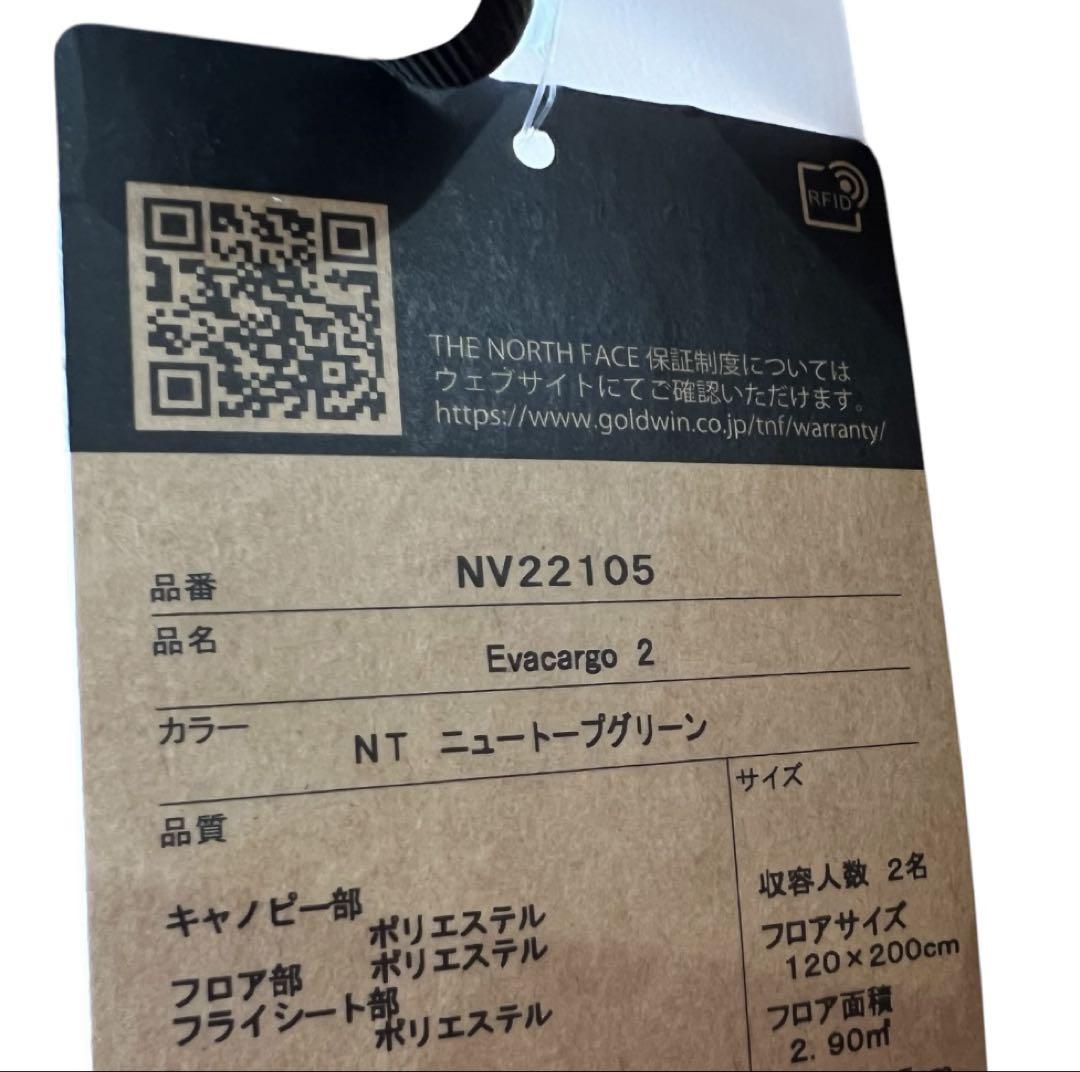 RFID
THE NORTH FACE 保証制度については
ウェブサイトにてご確認いただけます。
https://www.goldwin.co.jp/tnf/warranty/
品番 NV22105
品名 Evacargo 2
カラー NT ニュートープグリーン
品質
キャノピー部
ポリエステル
ポリエステル
フロア部
フライシート部
ポリエステル
サイズ
収容人数 2名
フロアサイズ
120×200cm
フロア面積
2.90㎡